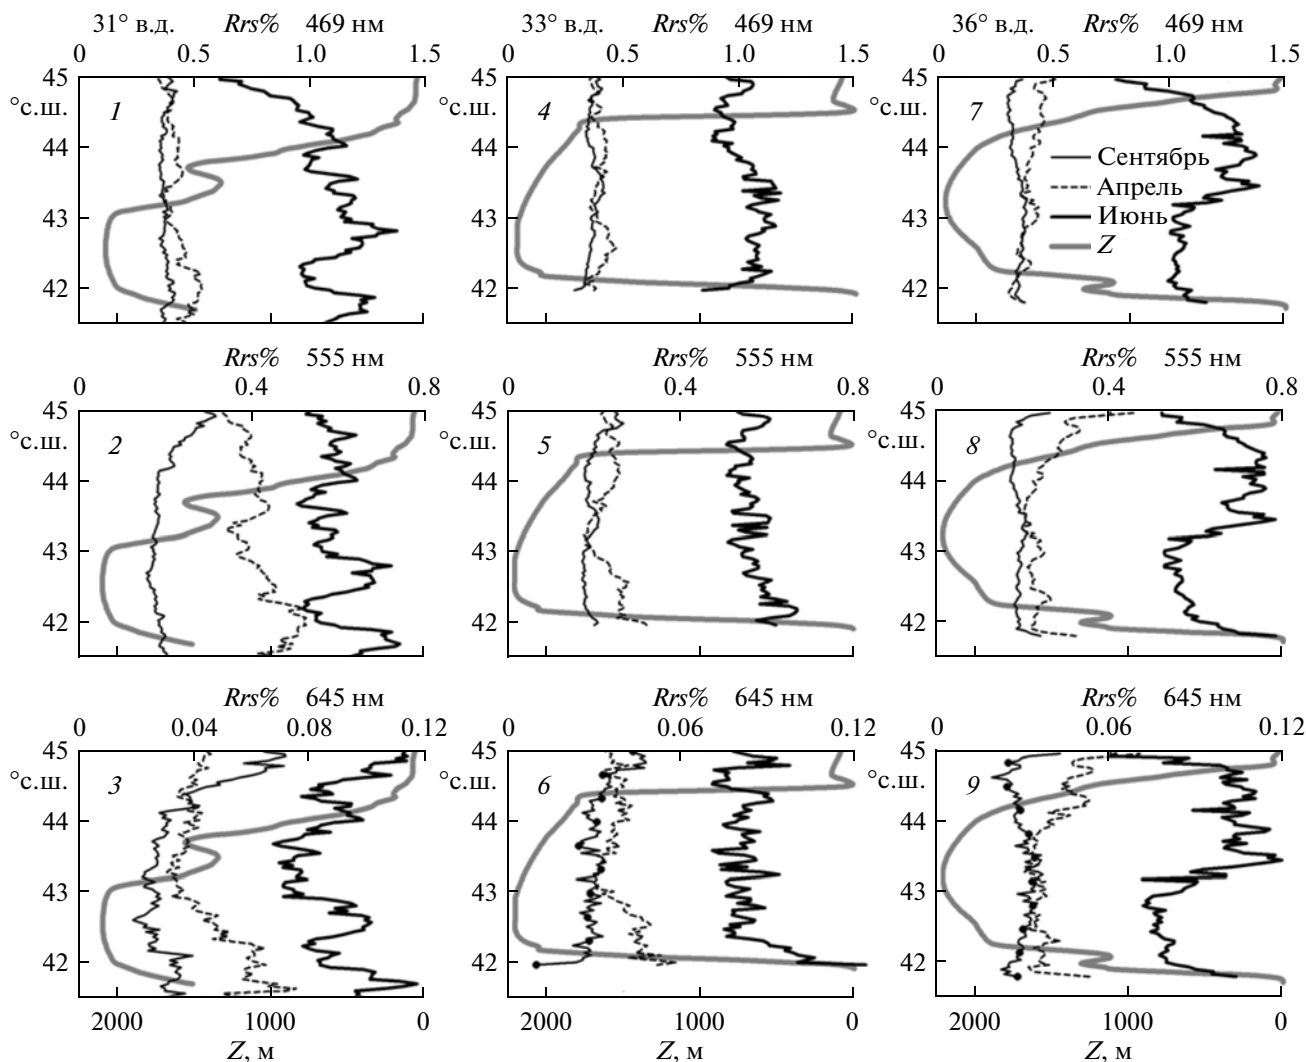 31° в.д. Rrs% 469 нм
0 0.5 1.0 1.5
45
°с.ш.
44
43
42
1
33° в.д. Rrs% 469 нм
0 0.5 1.0 1.5
45
°с.ш.
44
43
42
4
36° в.д. Rrs% 469 нм
0 0.5 1.0 1.5
45
°с.ш.
44
43
42
7
Сентябрь
Апрель
Июнь
Z
Rrs% 555 нм
0 0.4 0.8
45
°с.ш.
44
43
42
2
Rrs% 555 нм
0 0.4 0.8
45
°с.ш.
44
43
42
5
Rrs% 555 нм
0 0.4 0.8
45
°с.ш.
44
43
42
8
Rrs% 645 нм
0 0.04 0.08 0.12
45
°с.ш.
44
43
42
3
2000 1000 0
Z, м
Rrs% 645 нм
0 0.06 0.12
45
°с.ш.
44
43
42
6
2000 1000 0
Z, м
Rrs% 645 нм
0 0.06 0.12
45
°с.ш.
44
43
42
9
2000 1000 0
Z, м